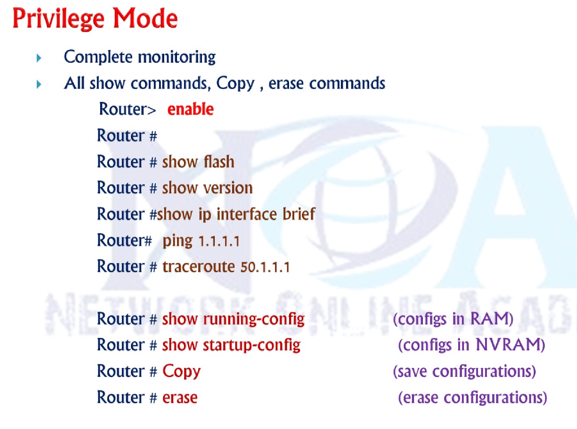 Privilege Mode
Complete monitoring
All show commands, Copy , erase commands
Router> enable
Router #
Router # show flash
Router # show version
Router #show ip interface brief
Router# ping 1.1.1.1
Router # traceroute 50.1.1.1
Network Online Acad
Router # show running-config (configs in RAM)
Router # show startup-config (configs in NVRAM)
Router # Copy (save configurations)
Router # erase (erase configurations)